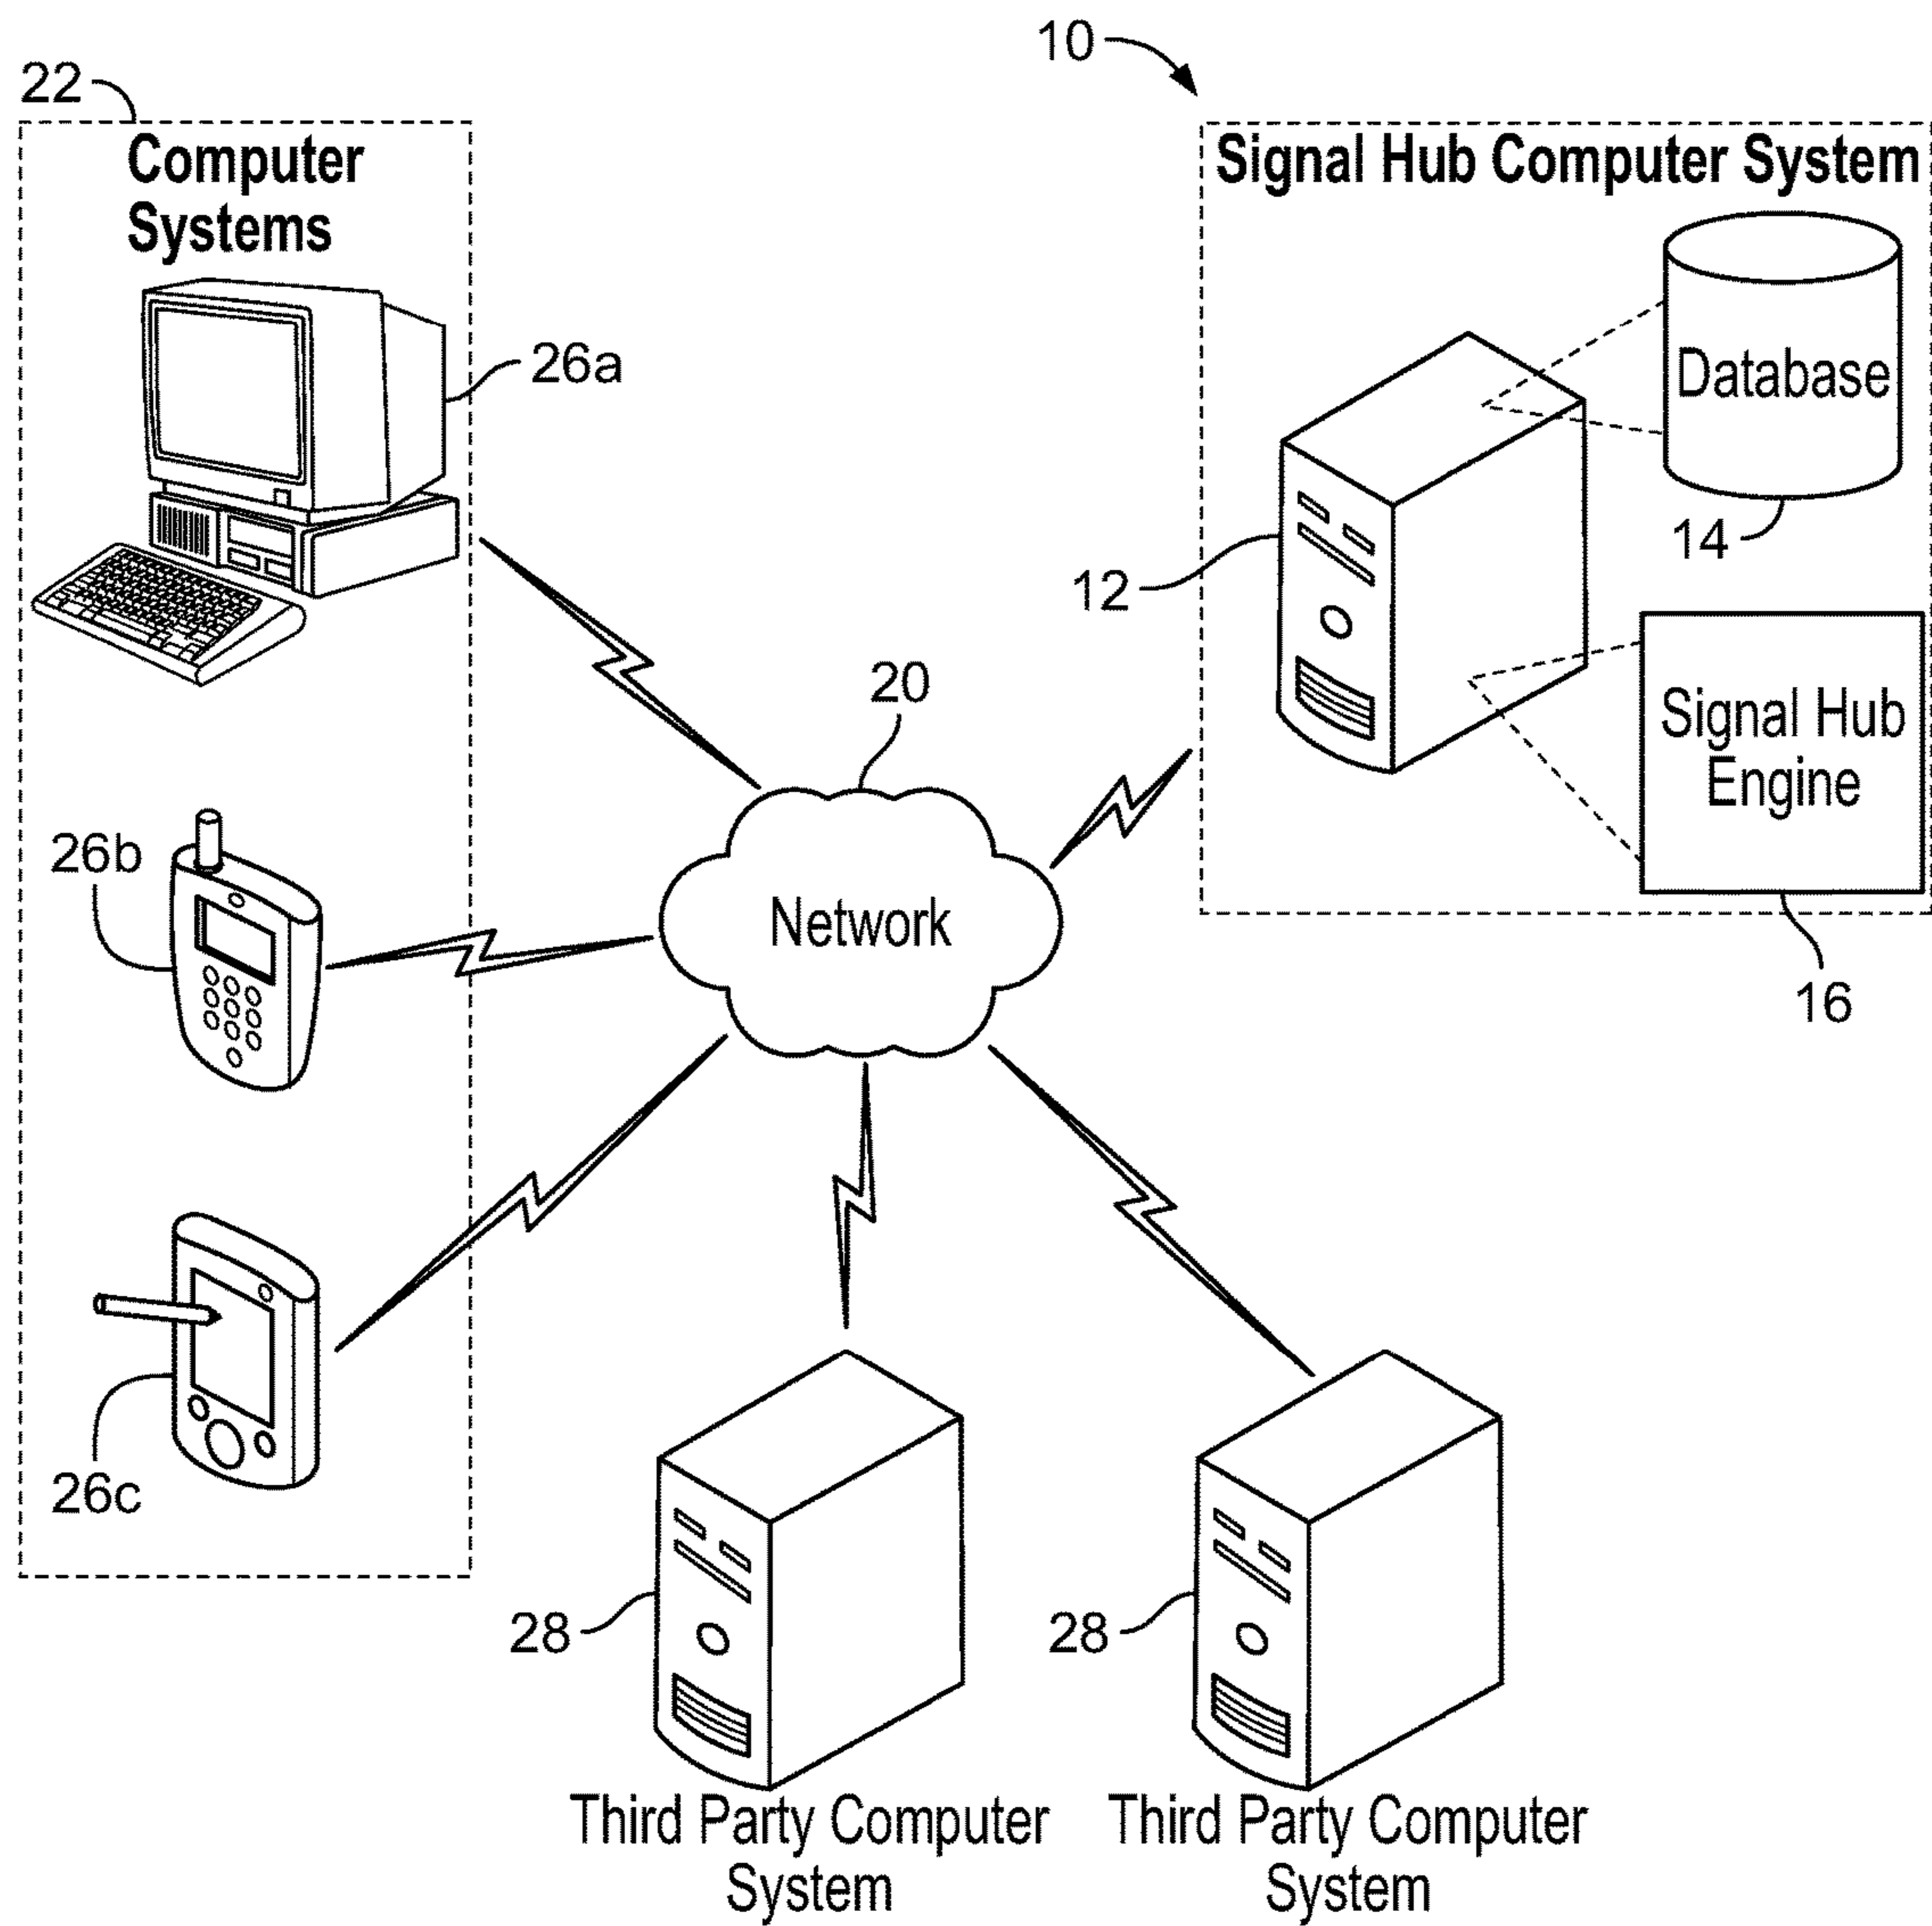 10
22
Computer
Systems
Signal Hub Computer System
26a
Database
14
12
20
Signal Hub
Engine
26b
Network
16
26c
28
28
Third Party Computer
System
Third Party Computer
System